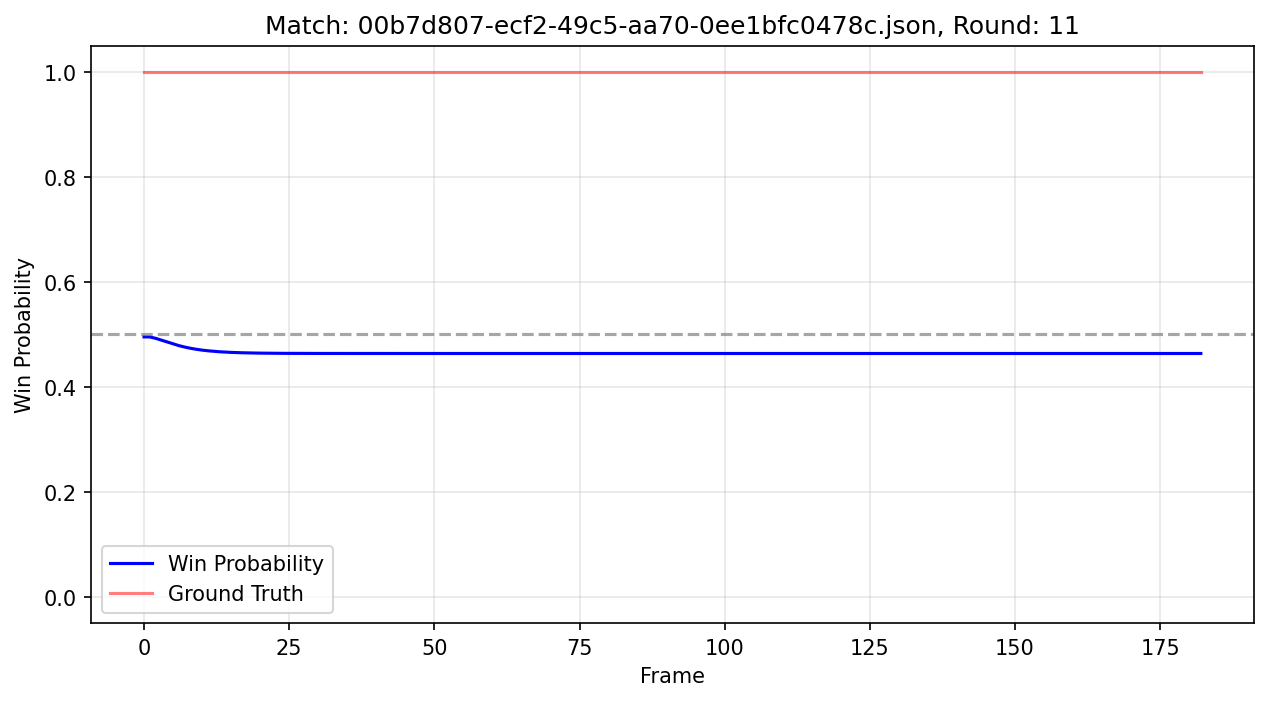 Match: 00b7d807-ecf2-49c5-aa70-0ee1bfc0478c.json, Round: 11
Win Probability
1.0
0.8
0.6
0.4
0.2
0.0
Win Probability
Ground Truth
0 25 50 75 100 125 150 175
Frame